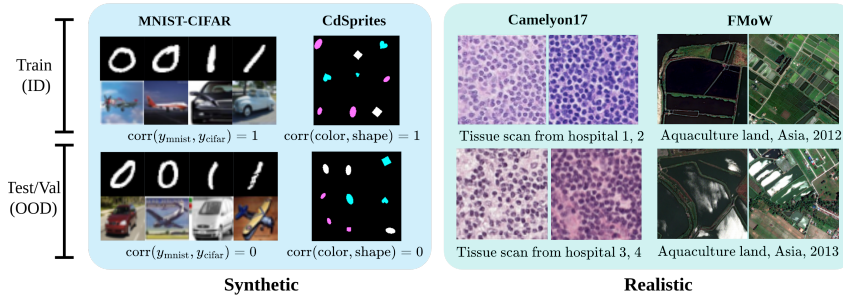 MNIST-CIFAR
CdSprites
Camelyon17
FMoW
Train
(ID)
corr(y_mnist, y_cifar) = 1
corr(color, shape) = 1
Tissue scan from hospital 1, 2
Aquaculture land, Asia, 2012
Test/Val
(OOD)
corr(y_mnist, y_cifar) = 0
corr(color, shape) = 0
Tissue scan from hospital 3, 4
Aquaculture land, Asia, 2013
Synthetic
Realistic